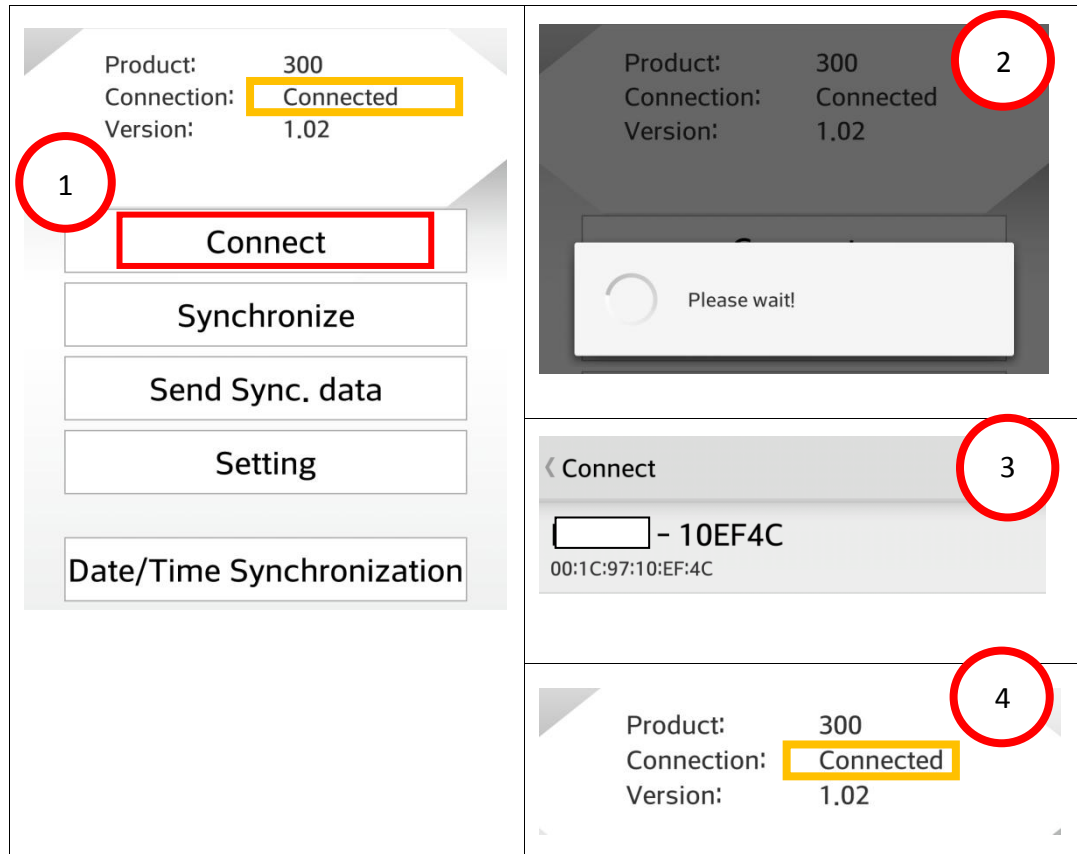 Product: 300
Connection: Connected
Version: 1.02
1
Connect
Synchronize
Send Sync. data
Setting
Date/Time Synchronization
2
Product: 300
Connection: Connected
Version: 1.02
Please wait!
3
Connect
- 10EF4C
00:1C:97:10:EF:4C
4
Product: 300
Connection: Connected
Version: 1.02